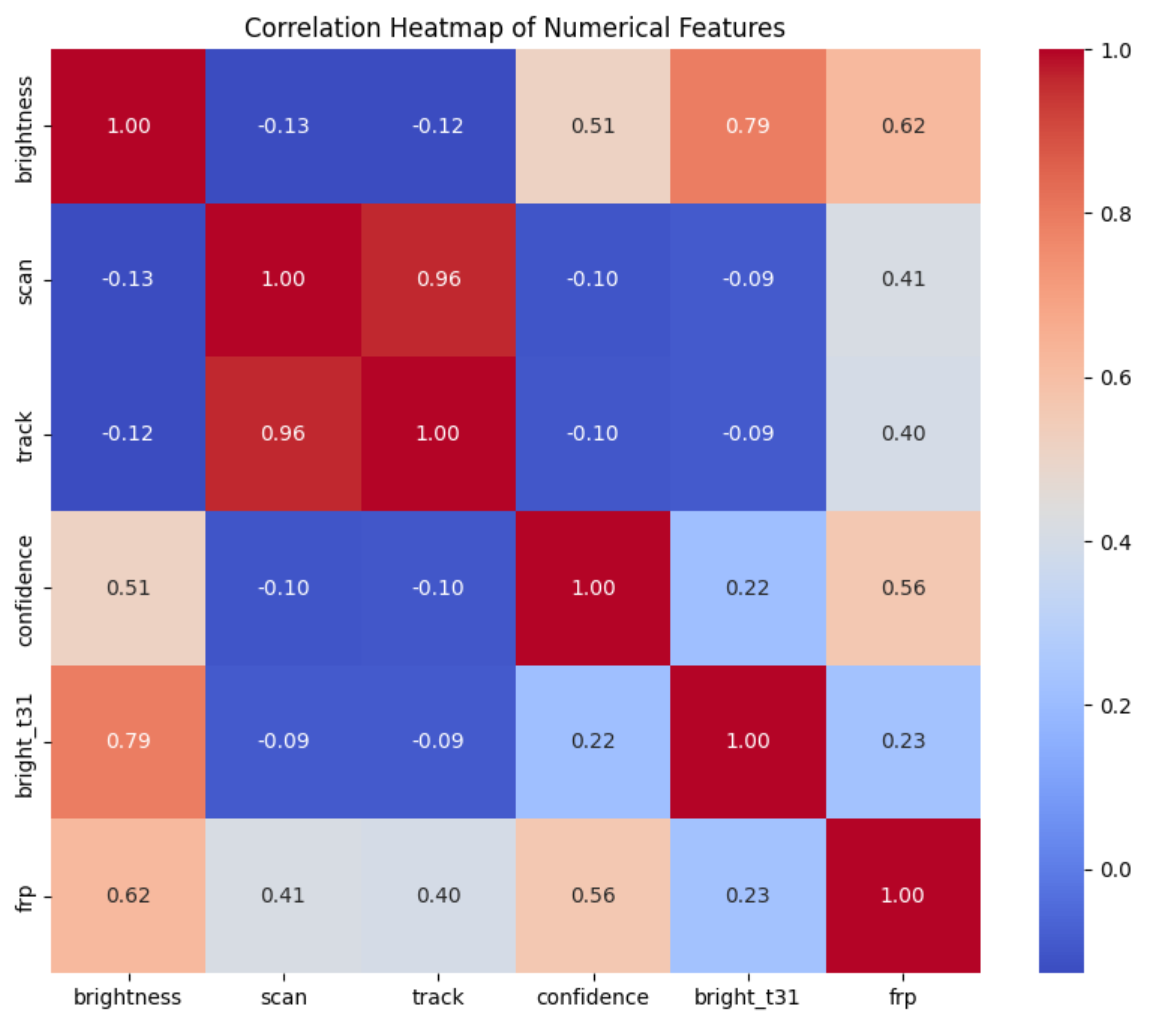 Correlation Heatmap of Numerical Features
brightness 1.00 -0.13 -0.12 0.51 0.79 0.62
scan -0.13 1.00 0.96 -0.10 -0.09 0.41
track -0.12 0.96 1.00 -0.10 -0.09 0.40
confidence 0.51 -0.10 -0.10 1.00 0.22 0.56
bright_t31 0.79 -0.09 -0.09 0.22 1.00 0.23
frp 0.62 0.41 0.40 0.56 0.23 1.00
brightness scan track confidence bright_t31 frp
1.0
0.8
0.6
0.4
0.2
0.0